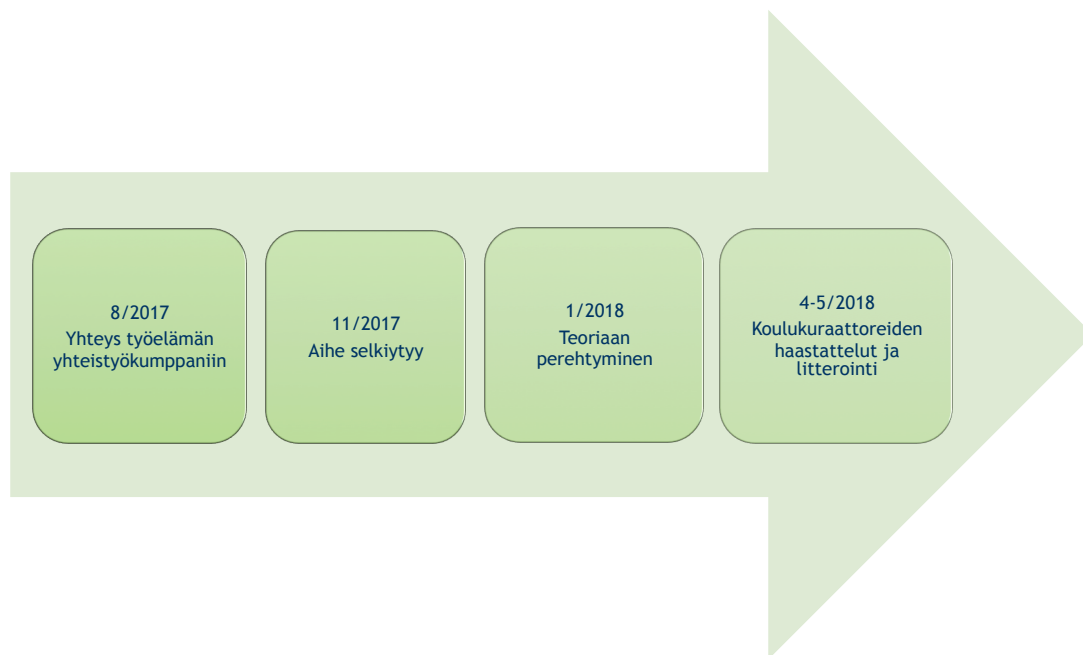 8/2017
Yhteys työelämän
yhteistyökumppaniin
11/2017
Aihe selkiytyy
1/2018
Teoriaan
perehtyminen
4-5/2018
Koulukuraattoreiden
haastattelut ja
litterointi